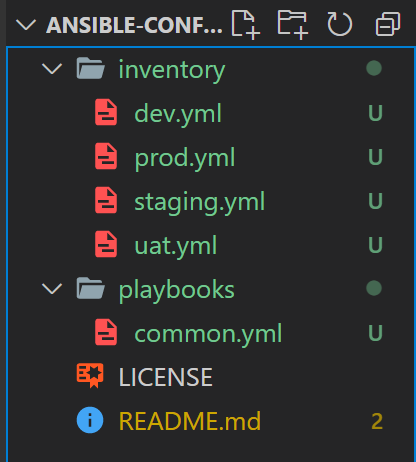 ANSIBLE-CONF...
inventory
dev.yml U
prod.yml U
staging.yml U
uat.yml U
playbooks
common.yml U
LICENSE
README.md 2